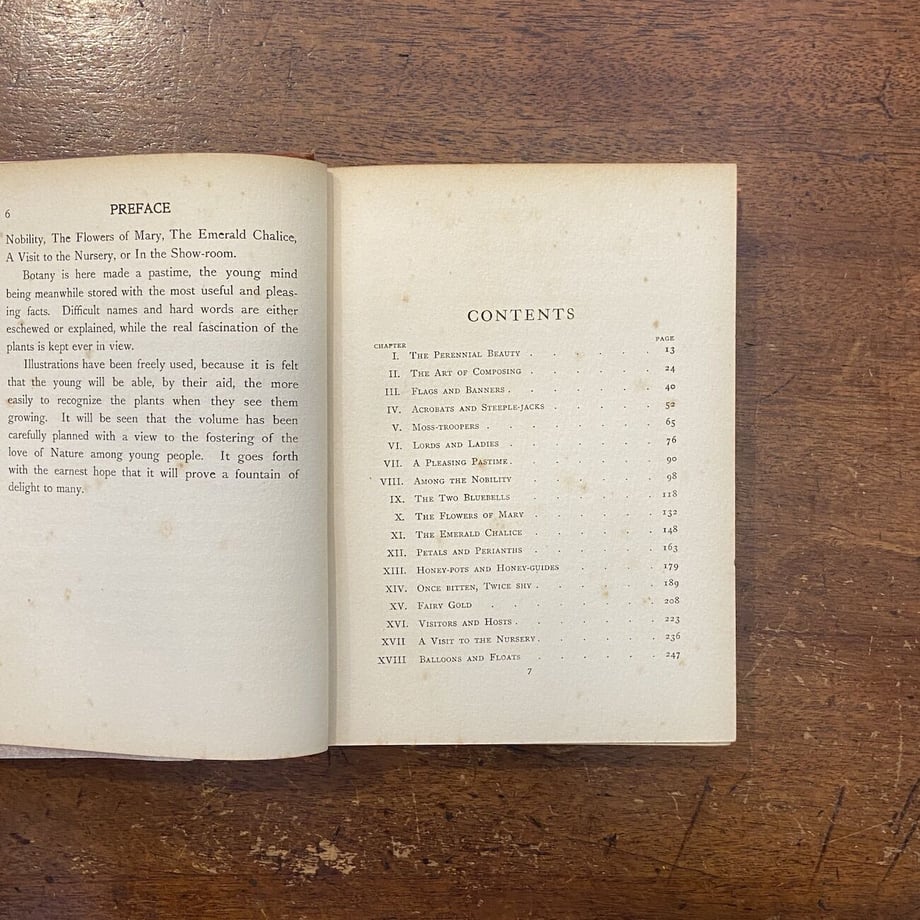 6
PREFACE
Nobility, The Flowers of Mary, The Emerald Chalice,
A Visit to the Nursery, or In the Show-room.
Botany is here made a pastime, the young mind
being meanwhile stored with the most useful and pleas-
ing facts. Difficult names and hard words are either
eschewed or explained, while the real fascination of the
plants is kept ever in view.
Illustrations have been freely used, because it is felt
that the young will be able, by their aid, the more
easily to recognize the plants when they see them
growing. It will be seen that the volume has been
carefully planned with a view to the fostering of the
love of Nature among young people. It goes forth
with the earnest hope that it will prove a fountain of
delight to many.
CONTENTS
CHAPTER PAGE
I. The Perennial Beauty . . . . . 13
II. The Art of Composing . . . . . 24
III. Flags and Banners . . . . . . 40
IV. Acrobats and Steeple-jacks . . . . . 52
V. Moss-troopers . . . . . . 65
VI. Lords and Ladies . . . . . . 76
VII. A Pleasing Pastime . . . . . . 90
VIII. Among the Nobility . . . . . 98
IX. The Two Bluebells . . . . . 118
X. The Flowers of Mary . . . . . 132
XI. The Emerald Chalice . . . . . 148
XII. Petals and Perianths . . . . . 163
XIII. Honey-pots and Honey-guides . . . . 179
XIV. Once bitten, Twice shy . . . . . 189
XV. Fairy Gold . . . . . . 208
XVI. Visitors and Hosts . . . . . . 223
XVII A Visit to the Nursery . . . . . 236
XVIII Balloons and Floats . . . . . 247
7